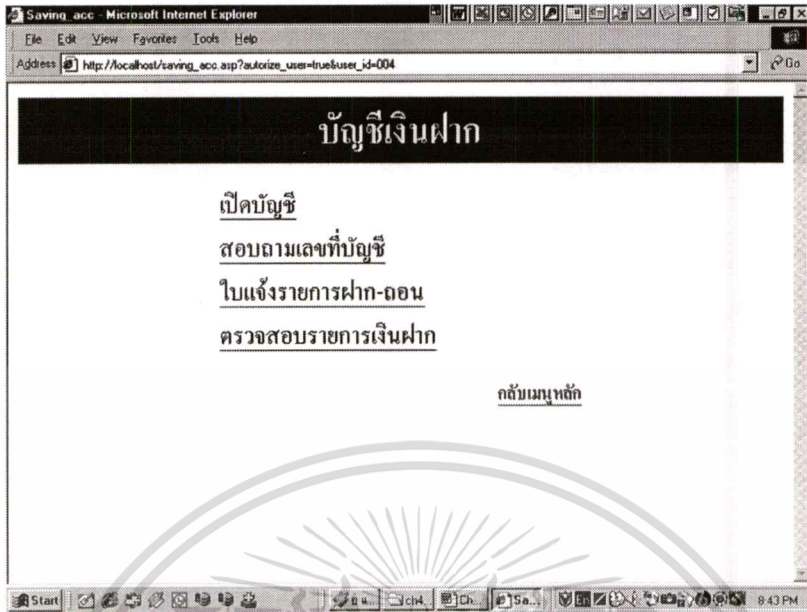 Saving_acc - Microsoft Internet Explorer
File Edit View Favorites Tools Help
Address http://localhost/saving_acc.asp?autorize_user=true&user_id=004 Go
บัญชีเงินฝาก
เปิดบัญชี
สอบถามเลขที่บัญชี
ใบแจ้งรายการฝาก-ถอน
ตรวจสอบรายการเงินฝาก
กลับเมนูหลัก
Start ch4 Ch... Sa... 8:43 PM